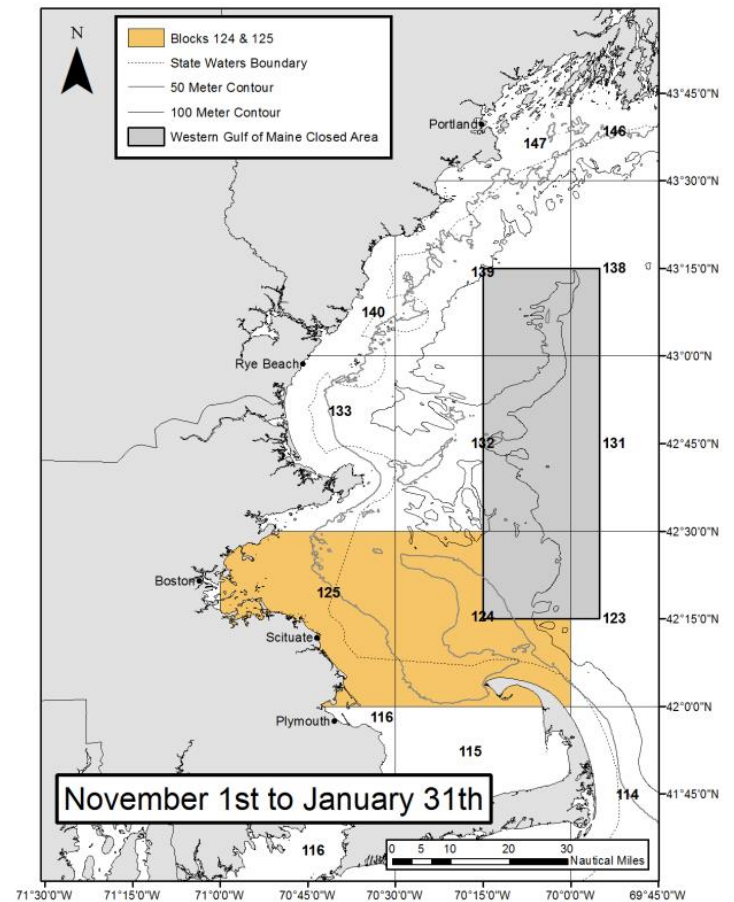 N
Blocks 124 & 125
State Waters Boundary
50 Meter Contour
100 Meter Contour
Western Gulf of Maine Closed Area
43°45'0"N
Portland
147
146
43°30'0"N
139
138
43°15'0"N
140
Rye Beach
43°0'0"N
133
132
131
42°45'0"N
42°30'0"N
Boston
125
124
123
42°15'0"N
Scituate
116
42°0'0"N
Plymouth
115
114
41°45'0"N
November 1st to January 31th
116
0 5 10 20 30
Nautical Miles
71°30'0"W 71°15'0"W 71°0'0"W 70°45'0"W 70°30'0"W 70°15'0"W 70°0'0"W 69°45'0"W